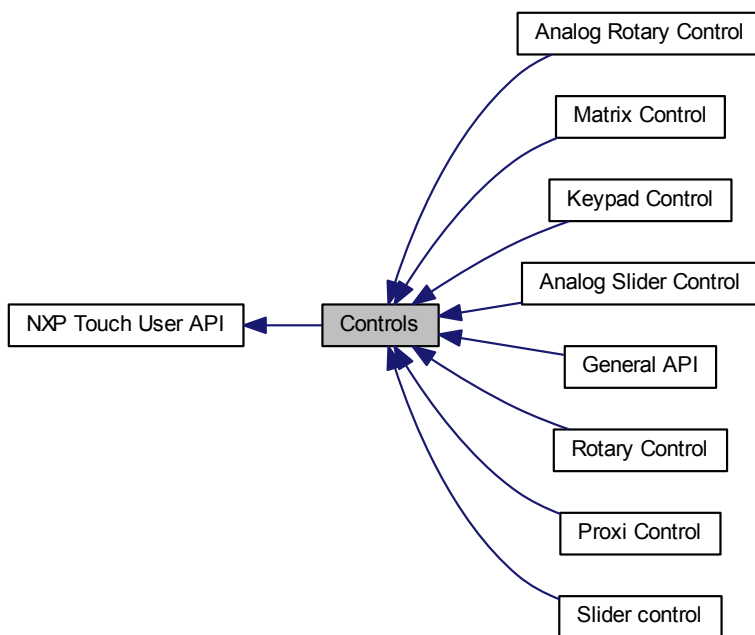 Analog Rotary Control
Matrix Control
Keypad Control
Analog Slider Control
NXP Touch User API
Controls
General API
Rotary Control
Proxi Control
Slider control